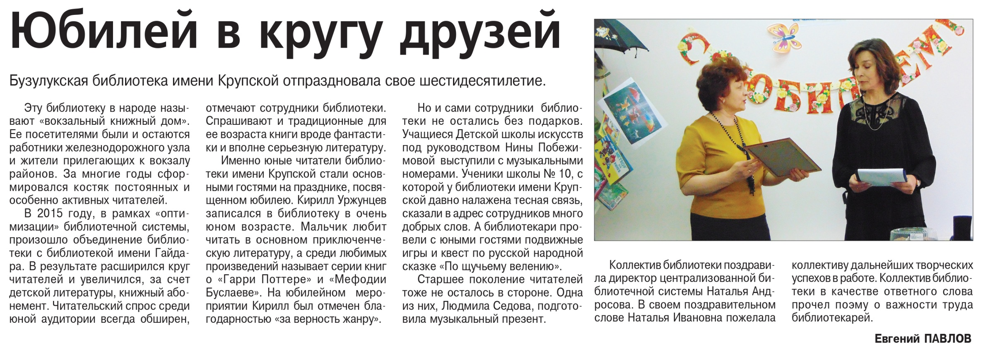 Юбилей в кругу друзей
Бузулукская библиотека имени Крупской отпраздновала свое шестидесятилетие.
Эту библиотеку в народе назы-
вают «вокзальный книжный дом».
Ее посетителями были и остаются
работники железнодорожного узла
и жители прилегающих к вокзалу
районов. За многие годы сфор-
мировался костяк постоянных и
особенно активных читателей.
В 2015 году, в рамках «опти-
мизации» библиотечной системы,
произошло объединение библио-
теки с библиотекой имени Гайда-
ра. В результате расширился круг
читателей и увеличился, за счет
детской литературы, книжный або-
немент. Читательский спрос среди
юной аудитории всегда обширен,
отмечают сотрудники библиотеки.
Спрашивают и традиционные для
ее возраста книги вроде фантасти-
ки и вполне серьезную литературу.
Именно юные читатели библио-
теки имени Крупской стали основ-
ными гостями на празднике, посвя-
щенном юбилею. Кирилл Уржунцев
записался в библиотеку в очень
юном возрасте. Мальчик любит
читать в основном приключенче-
скую литературу, а среди любимых
произведений называет серии книг
о «Гарри Поттере» и «Мефодии
Буслаеве». На юбилейном меро-
приятии Кирилл был отмечен бла-
годарностью «за верность жанру».
Но и сами сотрудники библио-
теки не остались без подарков.
Учащиеся Детской школы искусств
под руководством Нины Побежи-
мовой выступили с музыкальными
номерами. Ученики школы № 10, с
которой у библиотеки имени Круп-
ской давно налажена тесная связь,
сказали в адрес сотрудников много
добрых слов. А библиотекари про-
вели с юными гостями подвижные
игры и квест по русской народной
сказке «По щучьему велению».
Старшее поколение читателей
тоже не осталось в стороне. Одна
из них, Людмила Седова, подгото-
вила музыкальный презент.
С ЮБИЛЕЕМ!
Коллектив библиотеки поздрави-
ла директор централизованной би-
блиотечной системы Наталья Анд-
росова. В своем поздравительном
слове Наталья Ивановна пожелала
коллективу дальнейших творческих
успехов в работе. Коллектив библио-
теки в качестве ответного слова
прочел поэму о важности труда
библиотекарей.
Евгений ПАВЛОВ